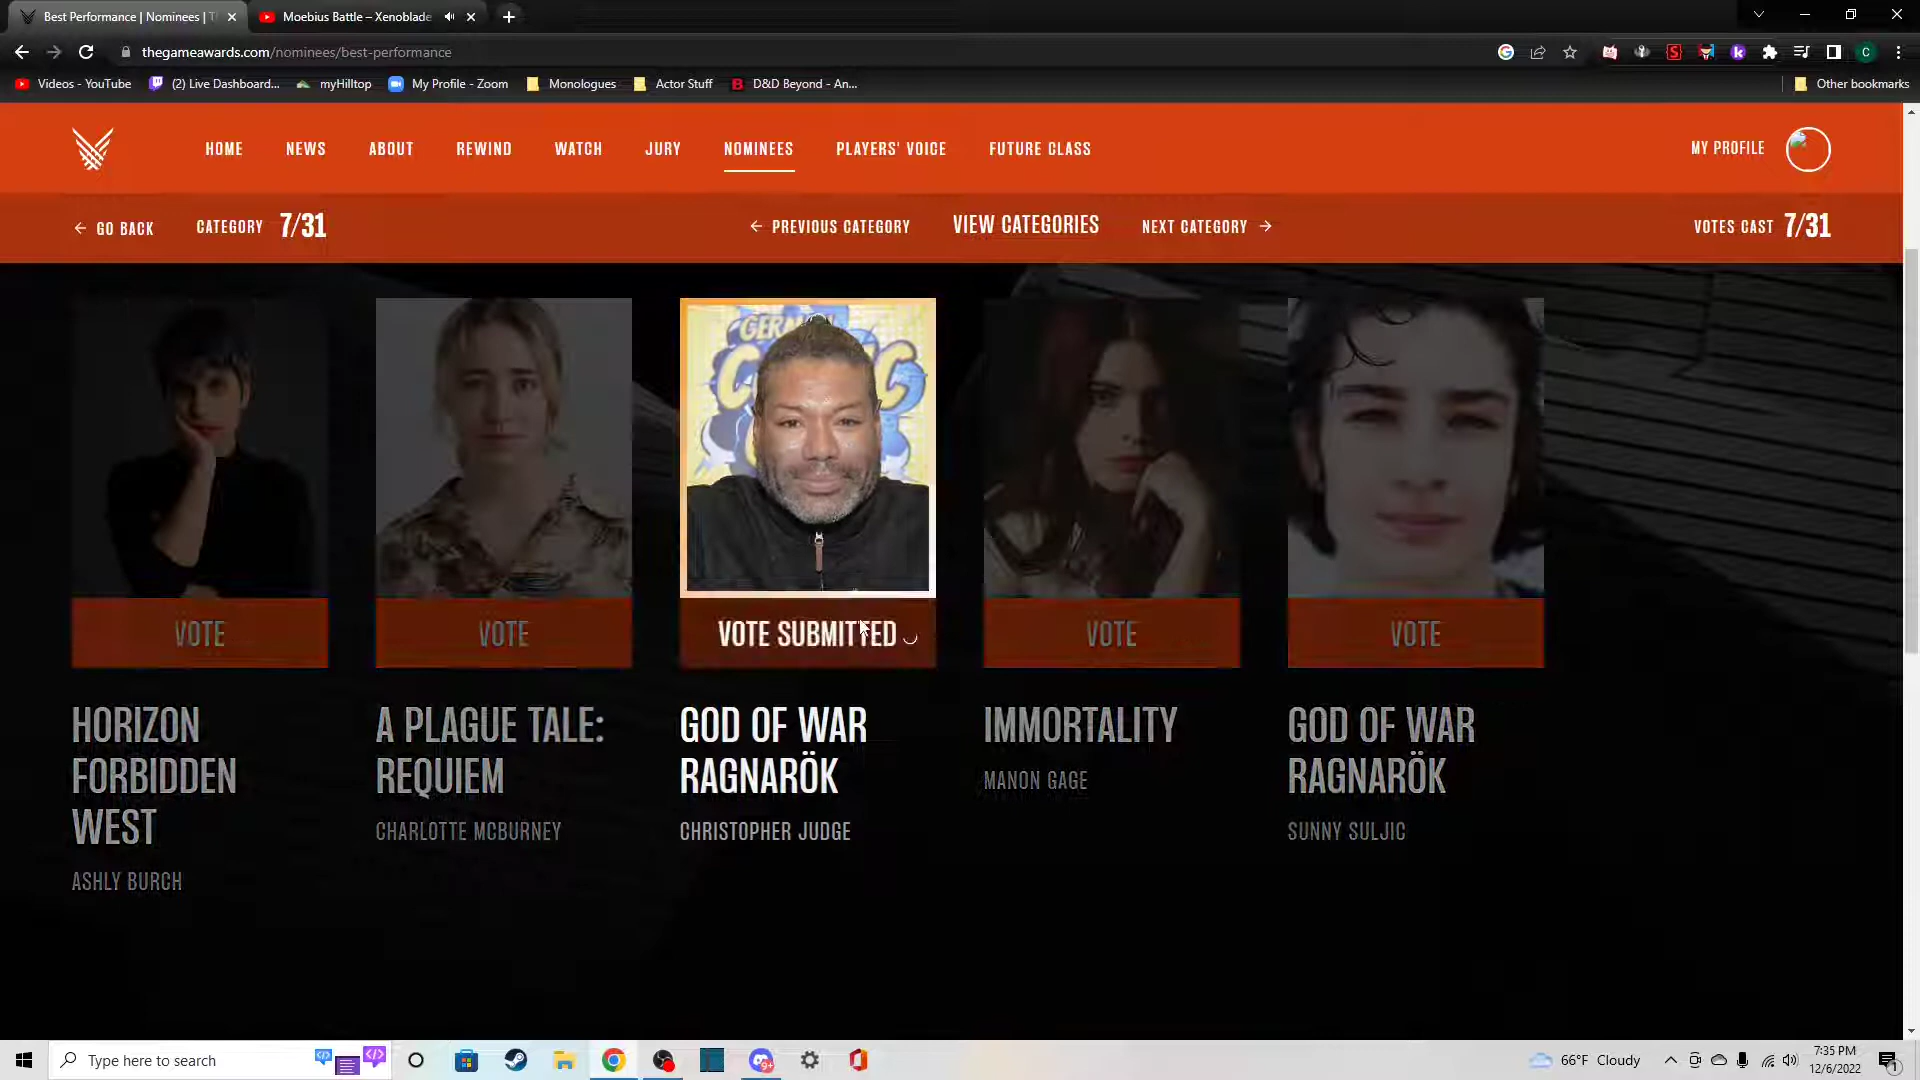 Best Performance | Nominees | T
Moebius Battle – Xenoblade
thegameawards.com/nominees/best-performance
Videos - YouTube
(2) Live Dashboard...
myHilltop
My Profile - Zoom
Monologues
Actor Stuff
D&D Beyond - An...
Other bookmarks
HOME
NEWS
ABOUT
REWIND
WATCH
JURY
NOMINEES
PLAYERS' VOICE
FUTURE CLASS
MY PROFILE
← GO BACK
CATEGORY 7/31
← PREVIOUS CATEGORY
VIEW CATEGORIES
NEXT CATEGORY →
VOTES CAST 7/31
GERMAN
VOTE
VOTE
VOTE SUBMITTED
VOTE
VOTE
HORIZON
FORBIDDEN
WEST
ASHLY BURCH
A PLAGUE TALE:
REQUIEM
CHARLOTTE MCBURNEY
GOD OF WAR
RAGNARÖK
CHRISTOPHER JUDGE
IMMORTALITY
MANON GAGE
GOD OF WAR
RAGNARÖK
SUNNY SULJIC
Type here to search
66°F Cloudy
7:35 PM
12/6/2022